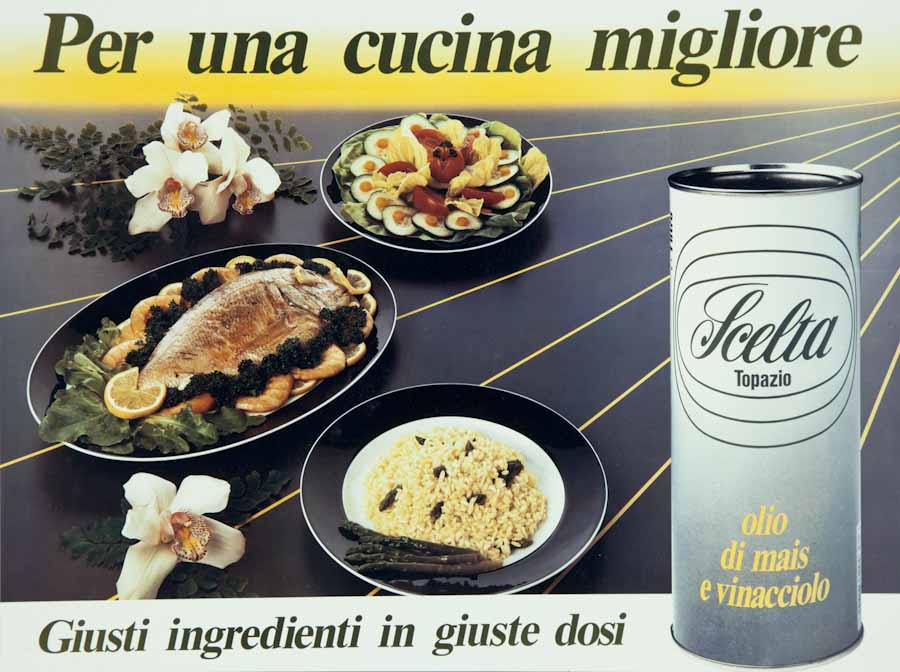 Per una cucina migliore
Scelta
Topazio
olio
di mais
e vinacciolo
Giusti ingredienti in giuste dosi